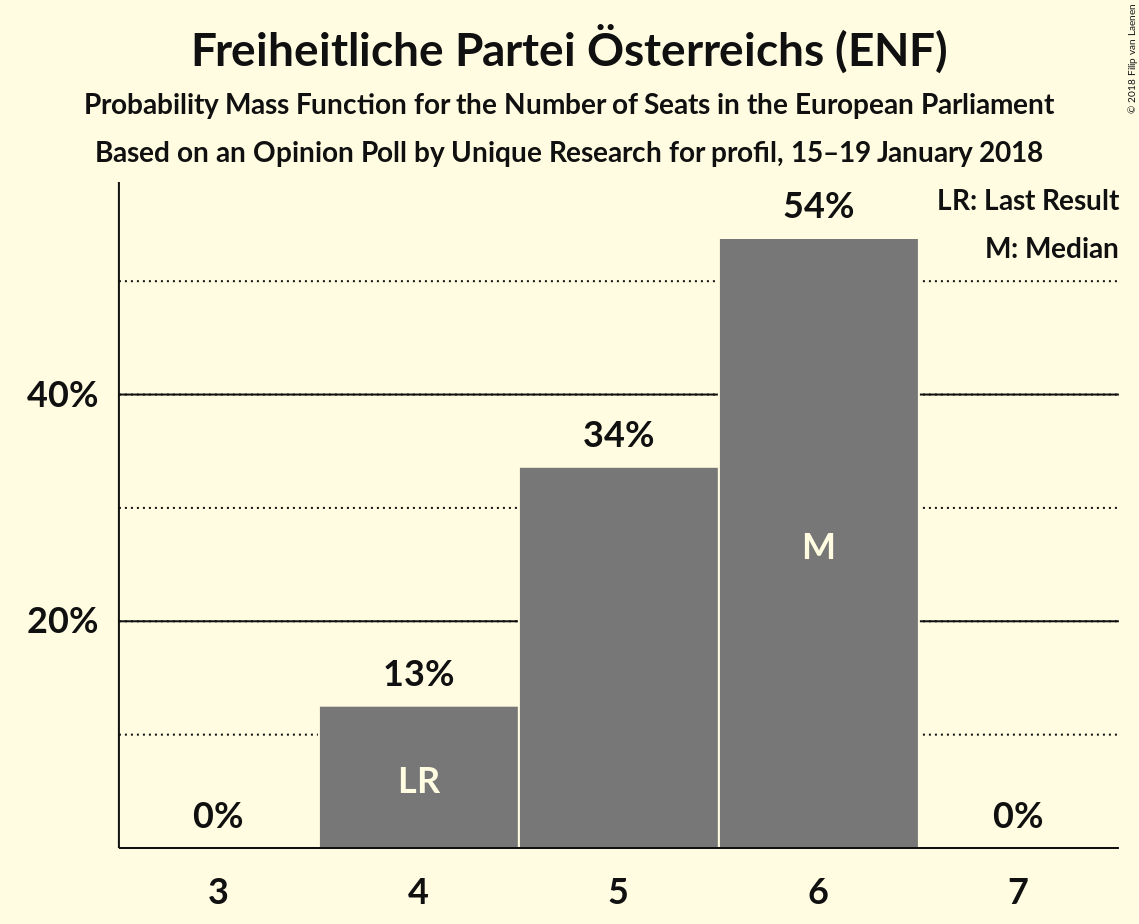 Freiheitliche Partei Österreichs (ENF)
Probability Mass Function for the Number of Seats in the European Parliament
Based on an Opinion Poll by Unique Research for profil, 15–19 January 2018
© 2018 Filip van Laenen
LR: Last Result
M: Median
54%
40%
34%
M
20%
13%
LR
0%
0%
3
4
5
6
7